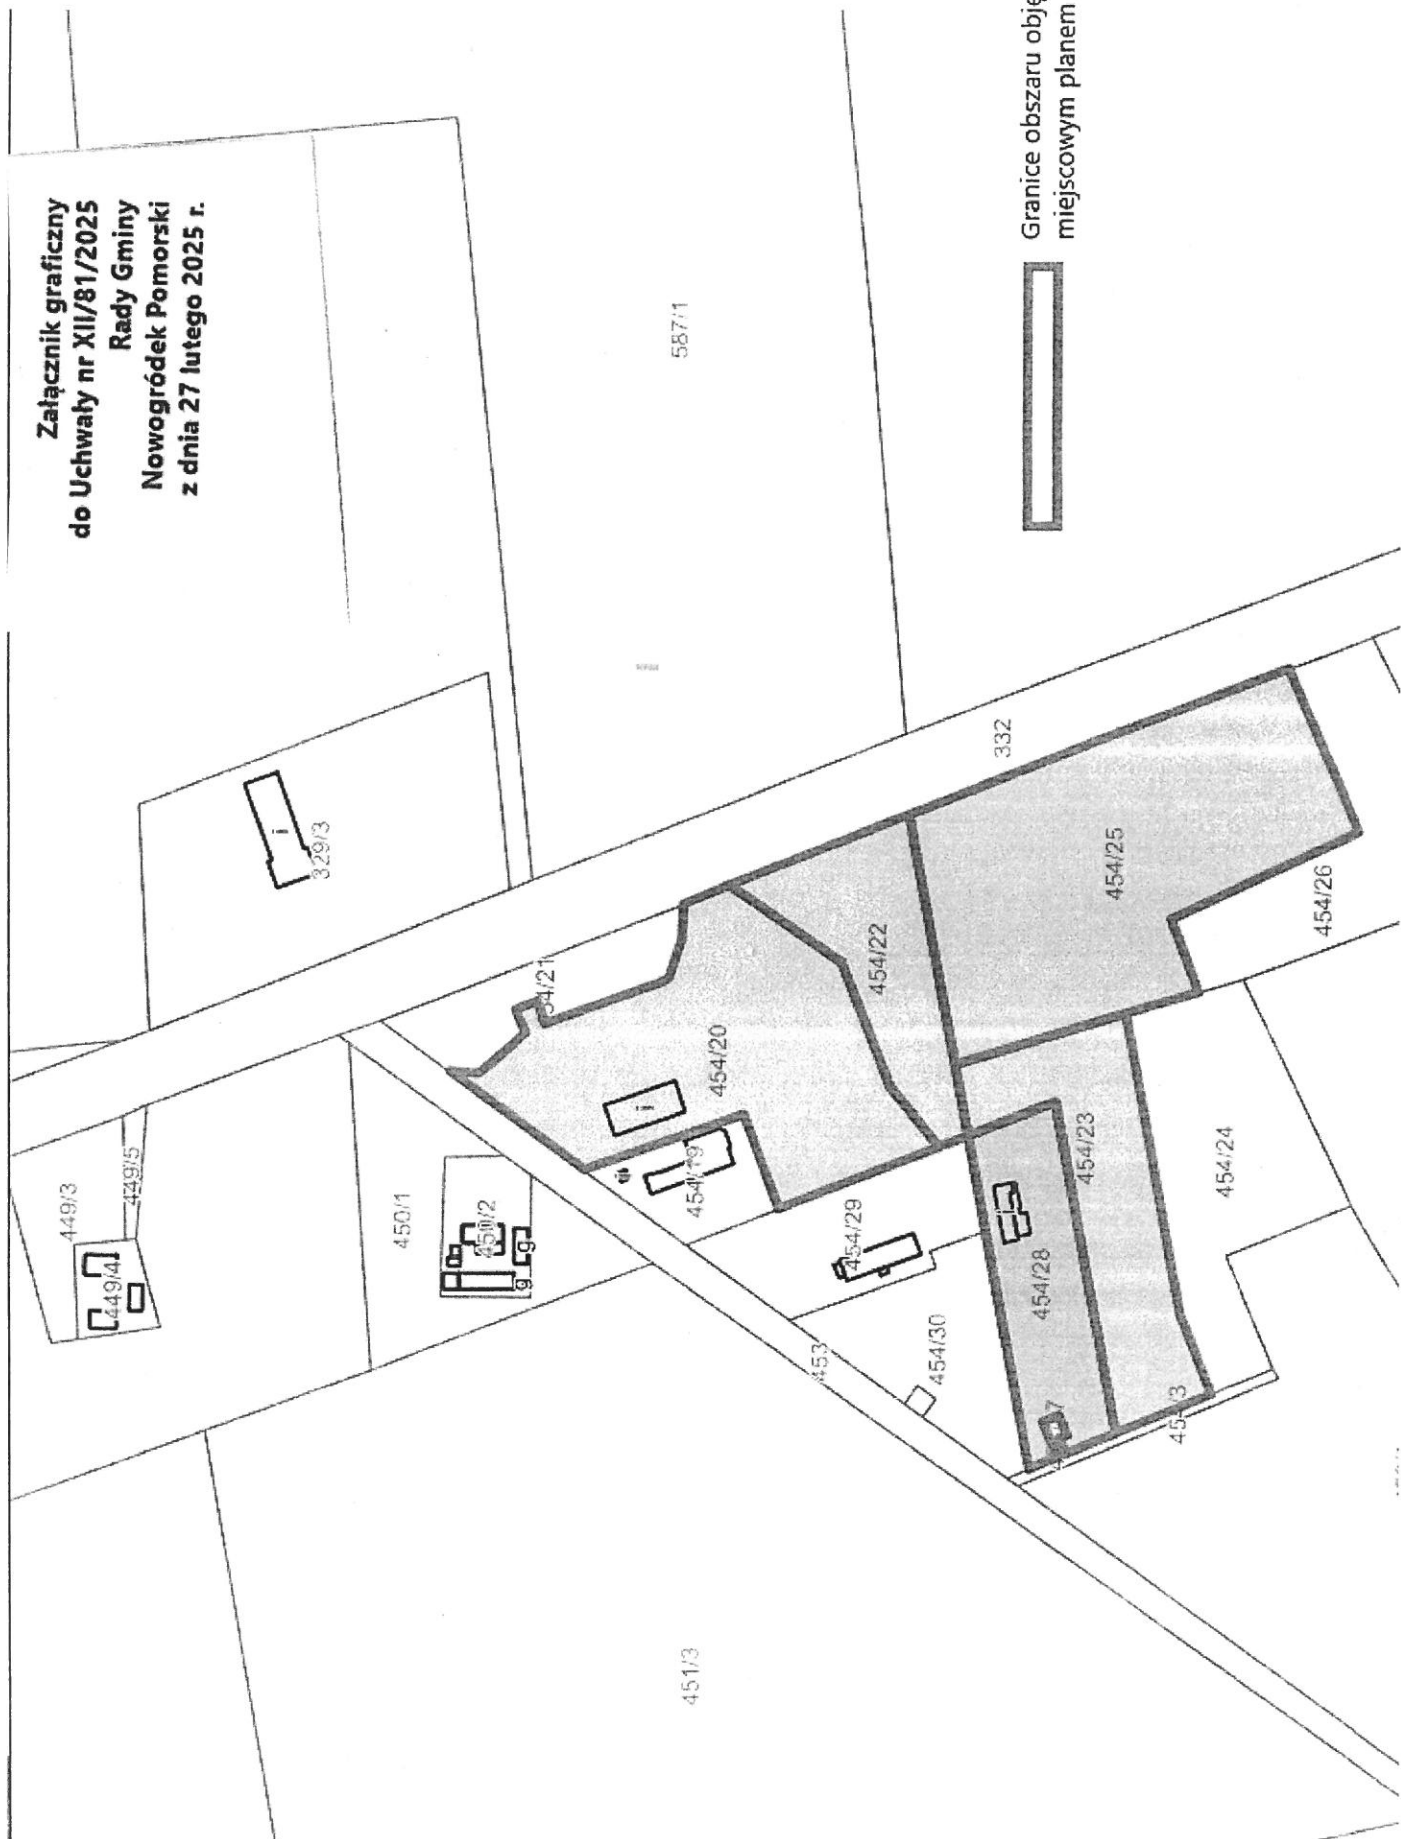 Załącznik graficzny
do Uchwały nr XII/81/2025
Rady Gminy
Nowogródek Pomorski
z dnia 27 lutego 2025 r.
587/1
Granice obszaru
miejscowym planem
332
329/3
454/25
454/26
454/22
54/21
454/20
i
i
454/19
454/23
454/24
454/29
454/28
454/30
453
449/3
449/5
449/4
450/1
450/2
g
g
451/3